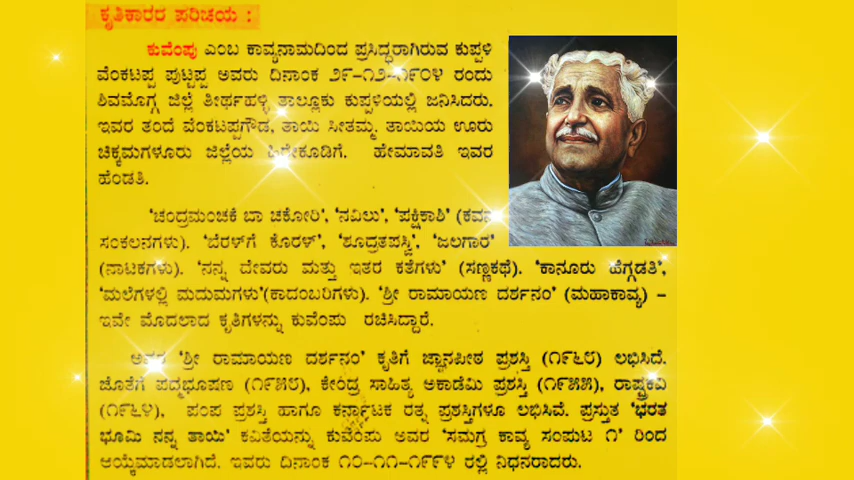 ಕೃತಿಕಾರರ ಪರಿಚಯ :
ಕುವೆಂಪು ಎಂಬ ಕಾವ್ಯನಾಮದಿಂದ ಪ್ರಸಿದ್ಧರಾಗಿರುವ ಕುಪ್ಪಳಿ
ವೆಂಕಟಪ್ಪ ಪುಟ್ಟಪ್ಪ ಅವರು ದಿನಾಂಕ ೨೯–೧೨–೧೯೦೪ ರಂದು
ಶಿವಮೊಗ್ಗ ಜಿಲ್ಲೆ ತೀರ್ಥಹಳ್ಳಿ ತಾಲ್ಲೂಕು ಕುಪ್ಪಳಿಯಲ್ಲಿ ಜನಿಸಿದರು.
ಇವರ ತಂದೆ ವೆಂಕಟಪ್ಪಗೌಡ, ತಾಯಿ ಸೀತಮ್ಮ. ತಾಯಿಯ ಊರು
ಚಿಕ್ಕಮಗಳೂರು ಜಿಲ್ಲೆಯ ಹಿರೇಕೂಡಿಗೆ. ಹೇಮಾವತಿ ಇವರ
ಹೆಂಡತಿ.
'ಚಂದ್ರಮಂಚಕೆ ಬಾ ಚಕೋರಿ', 'ನವಿಲು', 'ಪಕ್ಷಿಕಾಶಿ' (ಕವನ
ಸಂಕಲನಗಳು). 'ಬೆರಳ್‌ಗೆ ಕೊರಳ್', 'ಶೂದ್ರತಪಸ್ವಿ', 'ಜಲಗಾರ'
(ನಾಟಕಗಳು). 'ನನ್ನ ದೇವರು ಮತ್ತು ಇತರ ಕತೆಗಳು' (ಸಣ್ಣಕಥೆ). 'ಕಾನೂರು ಹೆಗ್ಗಡತಿ',
'ಮಲೆಗಳಲ್ಲಿ ಮದುಮಗಳು'(ಕಾದಂಬರಿಗಳು). 'ಶ್ರೀ ರಾಮಾಯಣ ದರ್ಶನಂ' (ಮಹಾಕಾವ್ಯ) –
ಇವೇ ಮೊದಲಾದ ಕೃತಿಗಳನ್ನು ಕುವೆಂಪು ರಚಿಸಿದ್ದಾರೆ.
ಅವರ 'ಶ್ರೀ ರಾಮಾಯಣ ದರ್ಶನಂ' ಕೃತಿಗೆ ಜ್ಞಾನಪೀಠ ಪ್ರಶಸ್ತಿ (೧೯೬೮) ಲಭಿಸಿದೆ.
ಜೊತೆಗೆ ಪದ್ಮಭೂಷಣ (೧೯೫೮), ಕೇಂದ್ರ ಸಾಹಿತ್ಯ ಅಕಾಡೆಮಿ ಪ್ರಶಸ್ತಿ (೧೯೫೫), ರಾಷ್ಟ್ರಕವಿ
(೧೯೬೪), ಪಂಪ ಪ್ರಶಸ್ತಿ ಹಾಗೂ ಕರ್ನಾಟಕ ರತ್ನ ಪ್ರಶಸ್ತಿಗಳೂ ಲಭಿಸಿವೆ. ಪ್ರಸ್ತುತ 'ಭರತ
ಭೂಮಿ ನನ್ನ ತಾಯಿ' ಕವಿತೆಯನ್ನು ಕುವೆಂಪು ಅವರ 'ಸಮಗ್ರ ಕಾವ್ಯ ಸಂಪುಟ ೧' ರಿಂದ
ಆಯ್ಕೆಮಾಡಲಾಗಿದೆ. ಇವರು ದಿನಾಂಕ ೧೦–೧೧–೧೯೯೪ ರಲ್ಲಿ ನಿಧನರಾದರು.